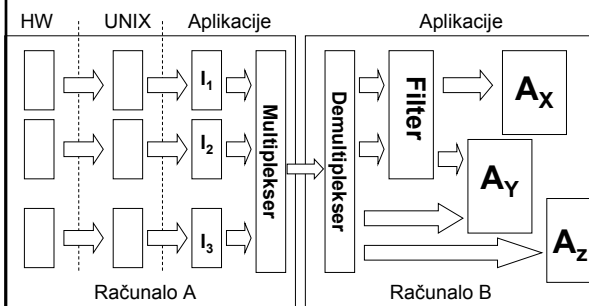 HW UNIX Aplikacije Aplikacije
I1
I2
I3
Multiplekser
Demultiplekser
Filter
AX
AY
Az
Računalo A Računalo B